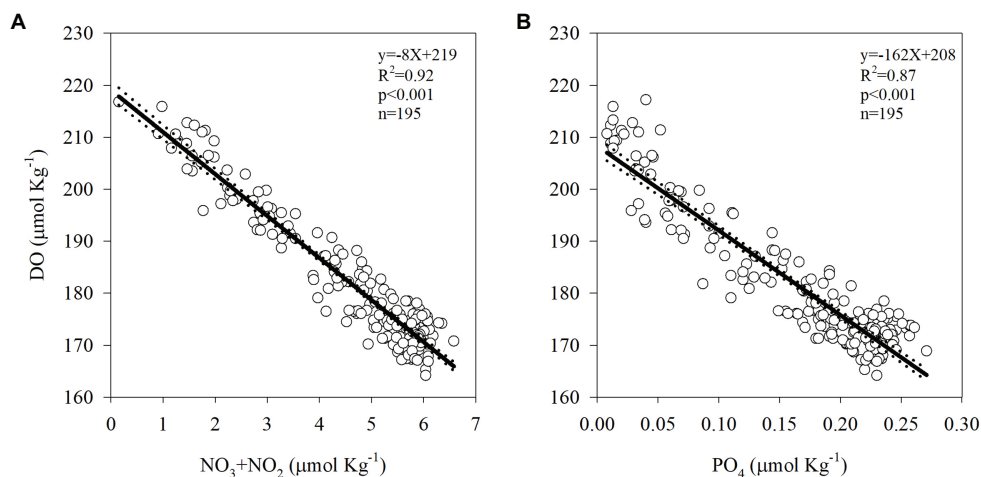 A
230
220
210
200
190
180
170
160
DO (μmol Kg⁻¹)
y=-8X+219
R²=0.92
p<0.001
n=195
0 1 2 3 4 5 6 7
NO₃+NO₂ (μmol Kg⁻¹)
B
230
220
210
200
190
180
170
160
y=-162X+208
R²=0.87
p<0.001
n=195
0.00 0.05 0.10 0.15 0.20 0.25 0.30
PO₄ (μmol Kg⁻¹)